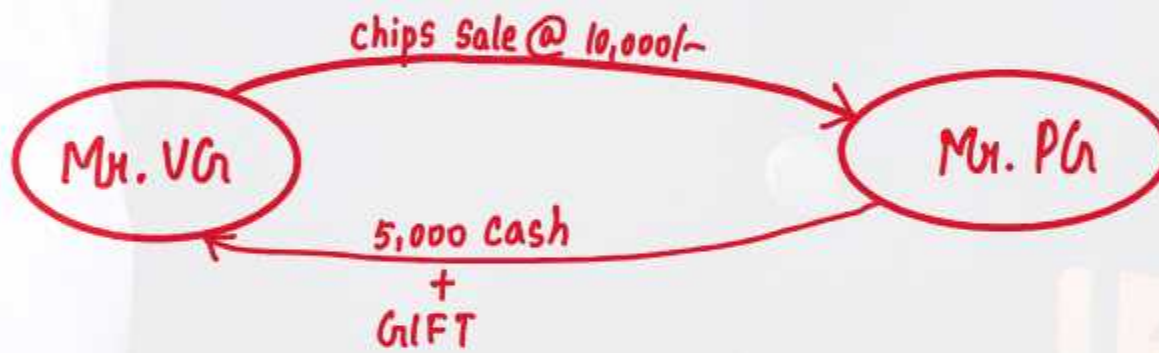 chips sale @ 10,000/-
Mr. VG
Mr. PG
5,000 cash
+
GIFT